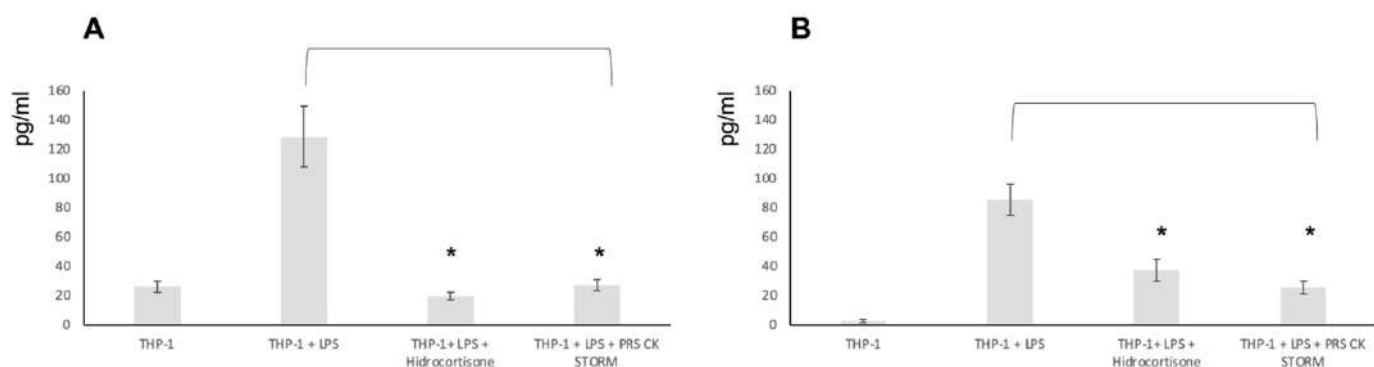 A
pg/ml
160
140
120
100
80
60
40
20
0
*
*
THP-1
THP-1 + LPS
THP-1+ LPS +
Hidrocortisone
THP-1 + LPS + PRS CK
STORM
B
pg/ml
160
140
120
100
80
60
40
20
0
*
*
THP-1
THP-1 + LPS
THP-1+ LPS +
Hidrocortisone
THP-1 + LPS + PRS CK
STORM